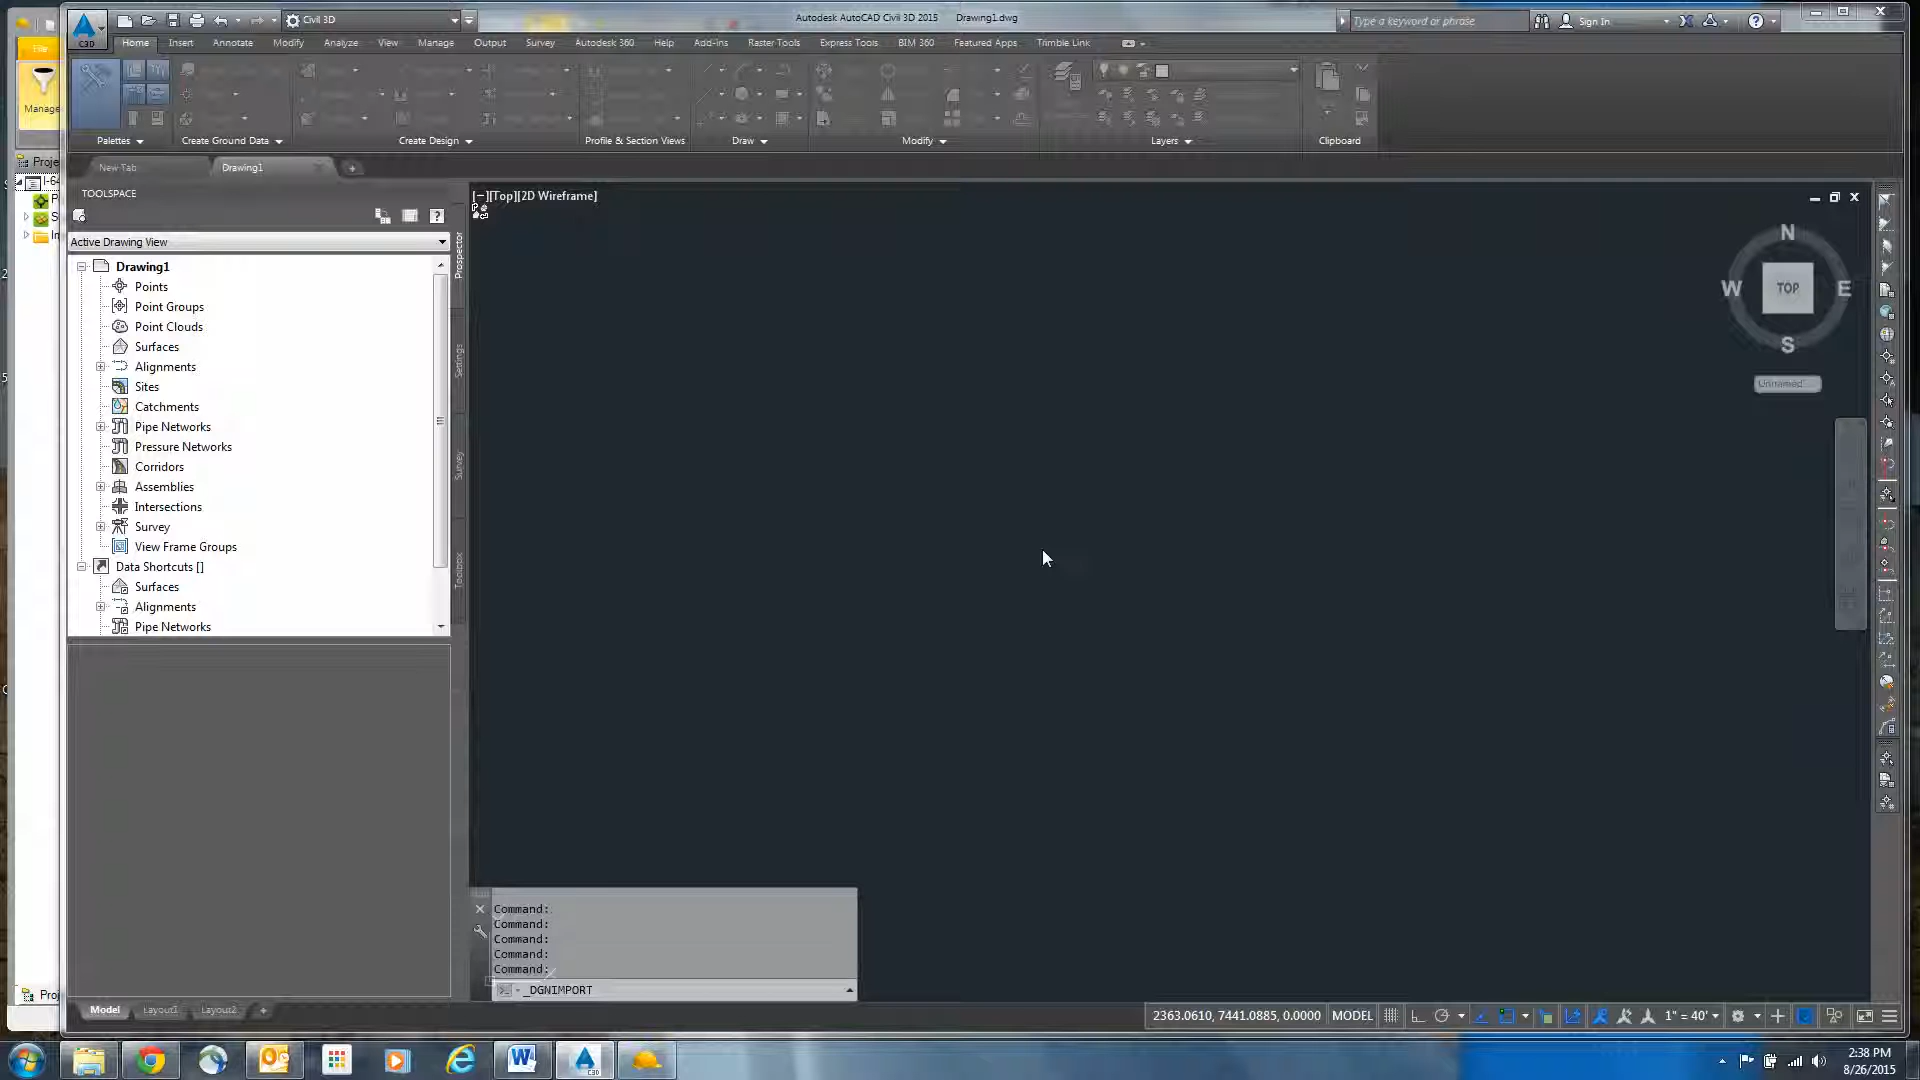 Civil 3D
Autodesk AutoCAD Civil 3D 2015 Drawing1.dwg
Type a keyword or phrase
Sign In
C3D
Home Insert Annotate Modify Analyze View Manage Output Survey Autodesk 360 Help Add-ins Raster Tools Express Tools BIM 360 Featured Apps Trimble Link
File
Manage
Palettes Create Ground Data Create Design Profile & Section Views Draw Modify Layers Clipboard
New Tab Drawing1
Proje
TOOLSPACE
[−][Top][2D Wireframe]
Active Drawing View
Drawing1
Points
Point Groups
Point Clouds
Surfaces
Alignments
Sites
Catchments
Pipe Networks
Pressure Networks
Corridors
Assemblies
Intersections
Survey
View Frame Groups
Data Shortcuts []
Surfaces
Alignments
Pipe Networks
Prospector
Settings
Survey
Toolbox
N
W TOP E
S
Unnamed
Command:
Command:
Command:
Command:
Command:
_DGNIMPORT
Proj
Model Layout1 Layout2
2363.0610, 7441.0885, 0.0000 MODEL 1" = 40'
2:38 PM
8/26/2015